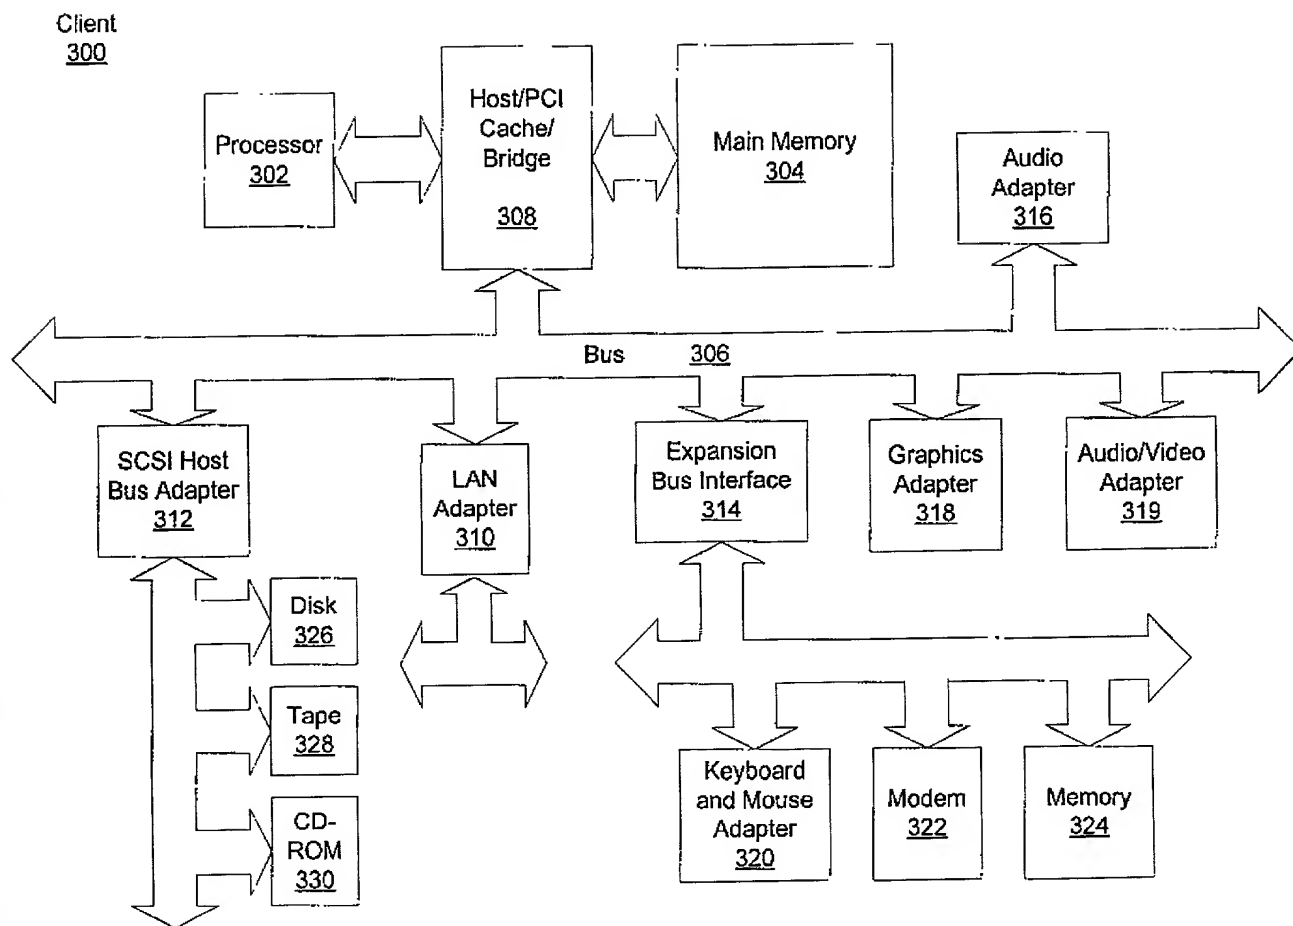 Client
300
Processor
302
Host/PCI
Cache/
Bridge
308
Main Memory
304
Audio
Adapter
316
Bus 306
SCSI Host
Bus Adapter
312
LAN
Adapter
310
Expansion
Bus Interface
314
Graphics
Adapter
318
Audio/Video
Adapter
319
Disk
326
Tape
328
CD-
ROM
330
Keyboard
and Mouse
Adapter
320
Modem
322
Memory
324